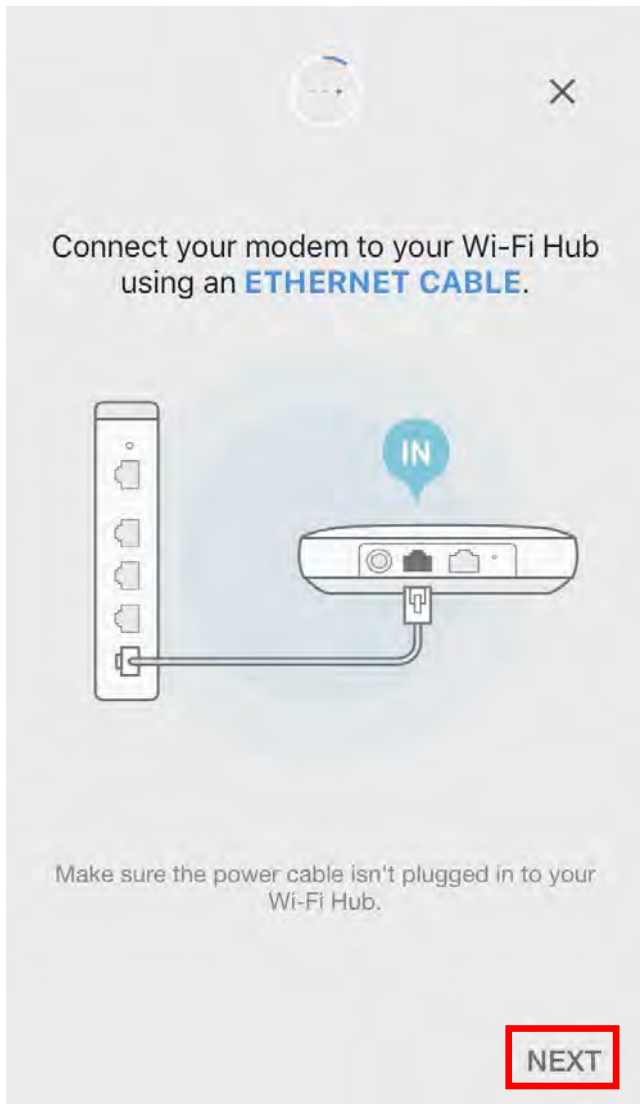 Connect your modem to your Wi-Fi Hub
using an ETHERNET CABLE.
IN
Make sure the power cable isn't plugged in to your
Wi-Fi Hub.
NEXT